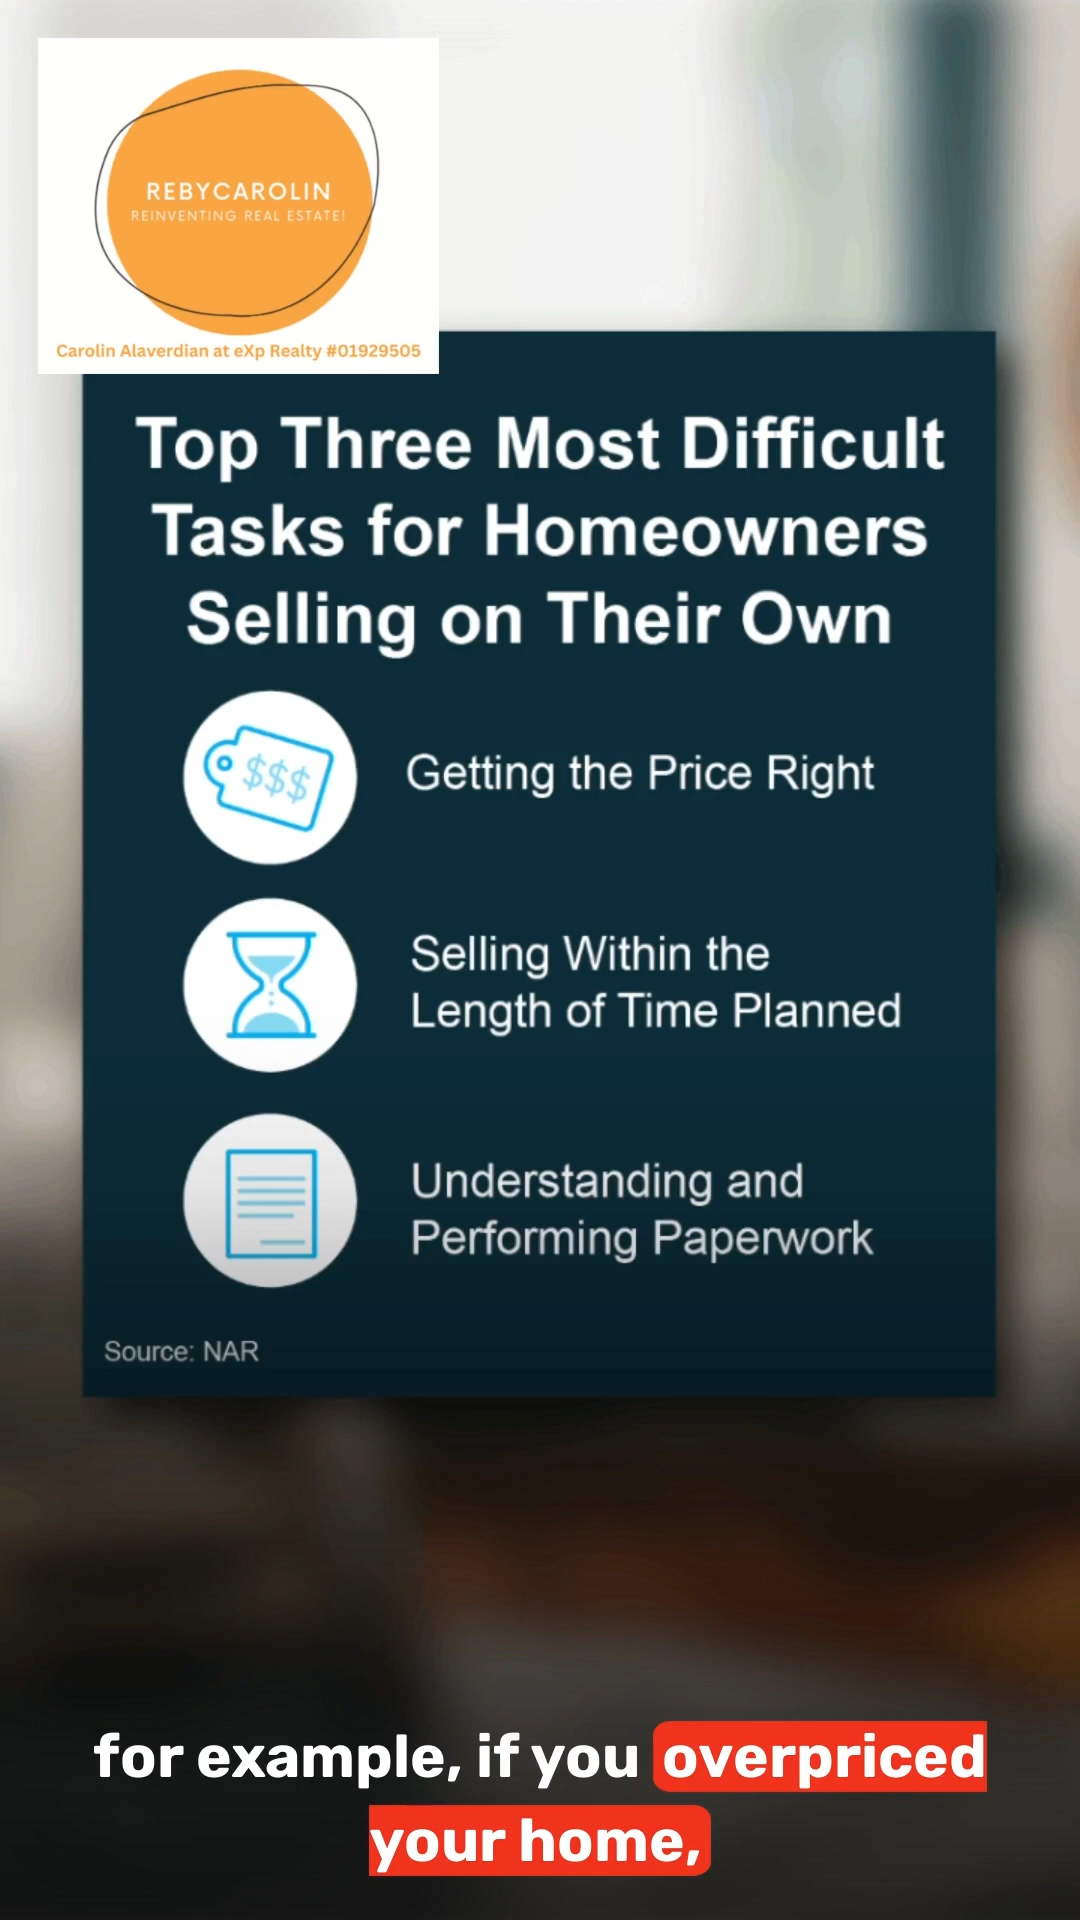 REBYCAROLIN
REINVENTING REAL ESTATE!
Carolin Alaverdian at eXp Realty #01929505
Top Three Most Difficult
Tasks for Homeowners
Selling on Their Own
$$$
Getting the Price Right
Selling Within the
Length of Time Planned
Understanding and
Performing Paperwork
Source: NAR
for example, if you overpriced
your home,